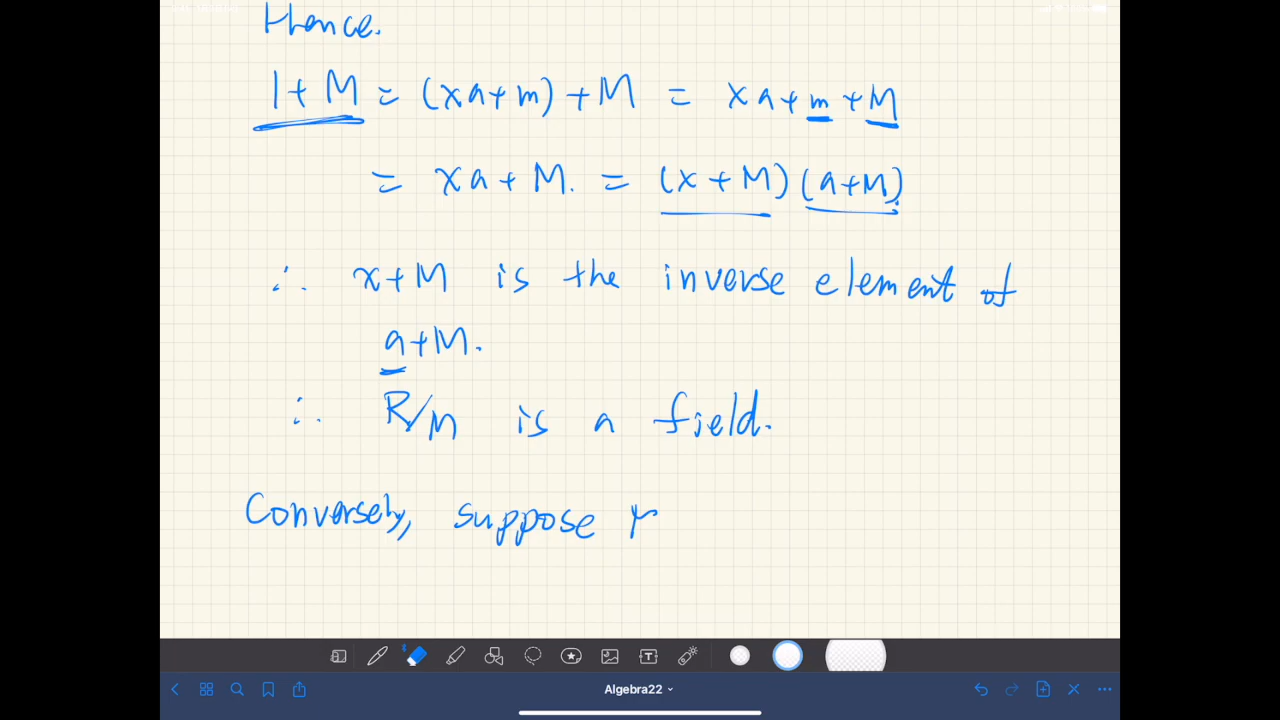 Hence.
1+M = (xa+m)+M = xa+m+M
= xa+M. = (x+M)(a+M)
∴ x+M is the inverse element of
a+M.
∴ R/M is a field.
Conversely, suppose
Algebra22